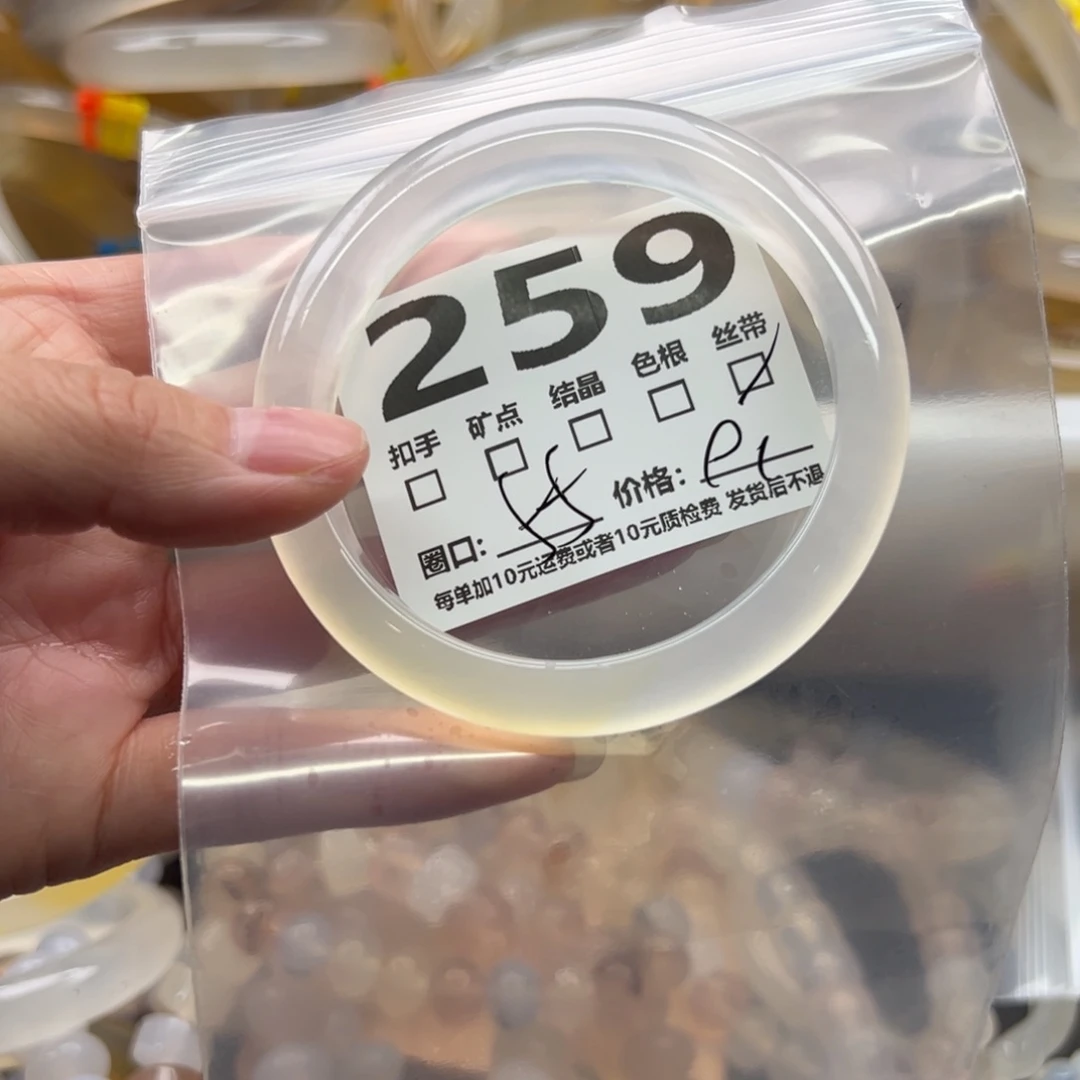 259
扣手 矿点 结晶 色根 丝带
圈口: 价格:
每单加10元运费或者10元质检费 发货后不退